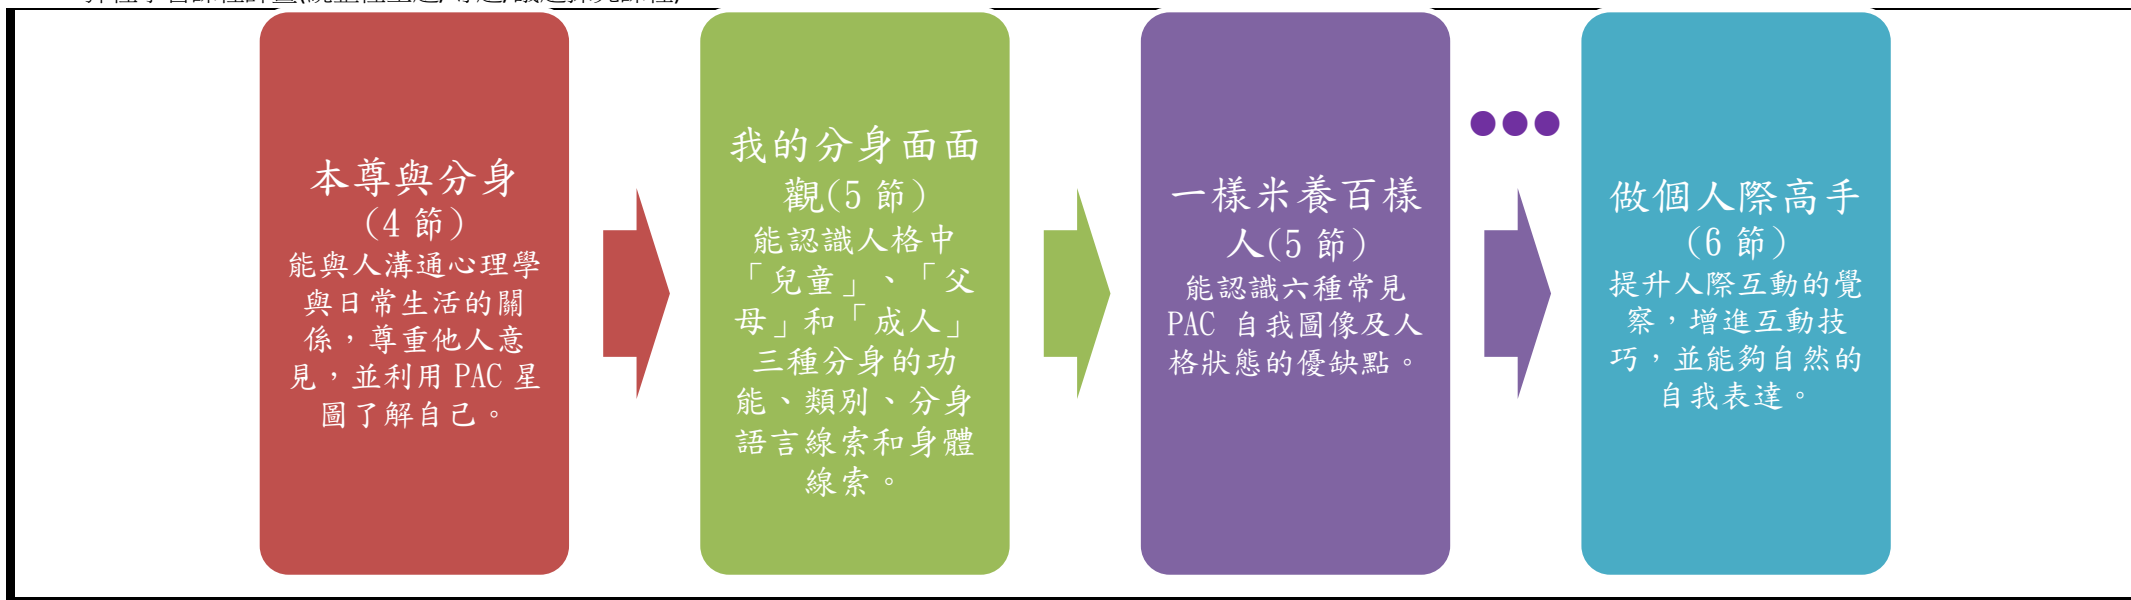 本尊與分身
(4 節)
能與人溝通心理學
與日常生活的關
係，尊重他人意
見，並利用 PAC 星
圖了解自己。
我的分身面面
觀(5 節)
能認識人格中
「兒童」、「父
母」和「成人」
三種分身的功
能、類別、分身
語言線索和身體
線索。
一樣米養百樣
人(5 節)
能認識六種常見
PAC 自我圖像及人
格狀態的優缺點。
做個人際高手
(6 節)
提升人際互動的覺
察，增進互動技
巧，並能夠自然的
自我表達。